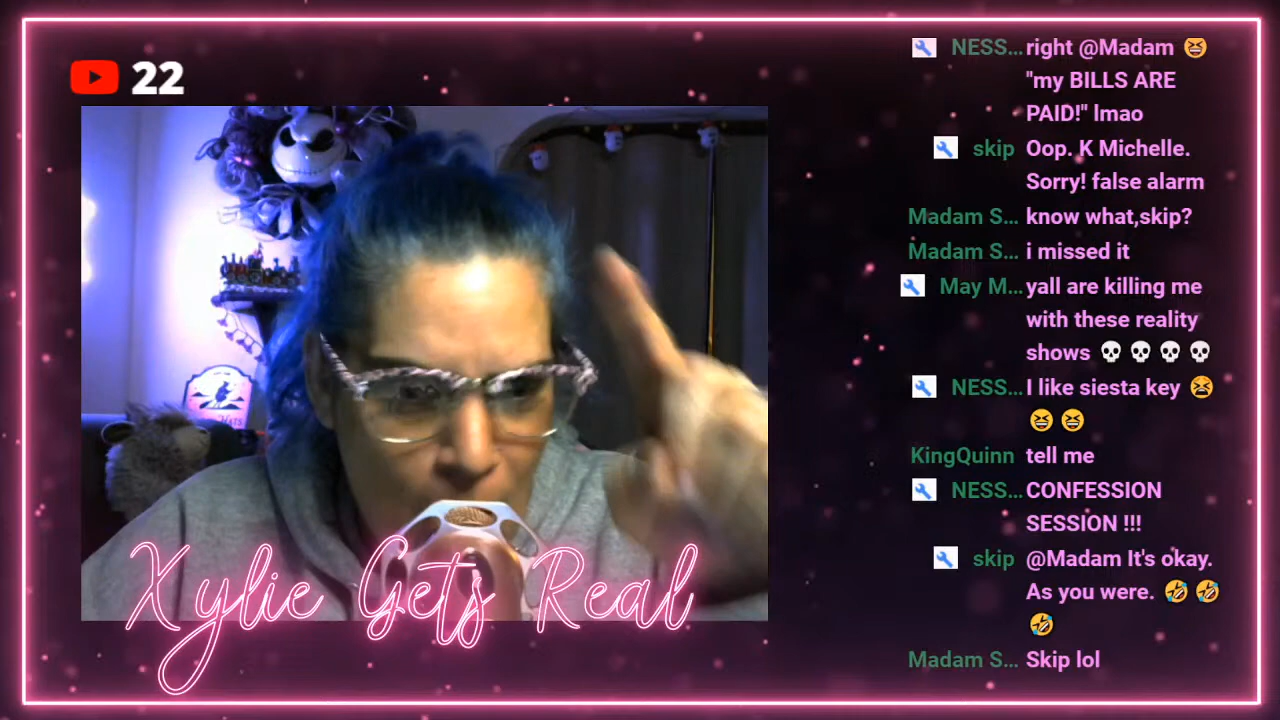 22
Xylie Gets Real
NESS... right @Madam 😆
"my BILLS ARE
PAID!" lmao
skip Oop. K Michelle.
Sorry! false alarm
Madam S... know what,skip?
Madam S... i missed it
May M... yall are killing me
with these reality
shows 💀 💀 💀 💀
NESS... I like siesta key 😫
😆 😆
KingQuinn tell me
NESS... CONFESSION
SESSION !!!
skip @Madam It's okay.
As you were. 🤣 🤣
🤣
Madam S... Skip lol